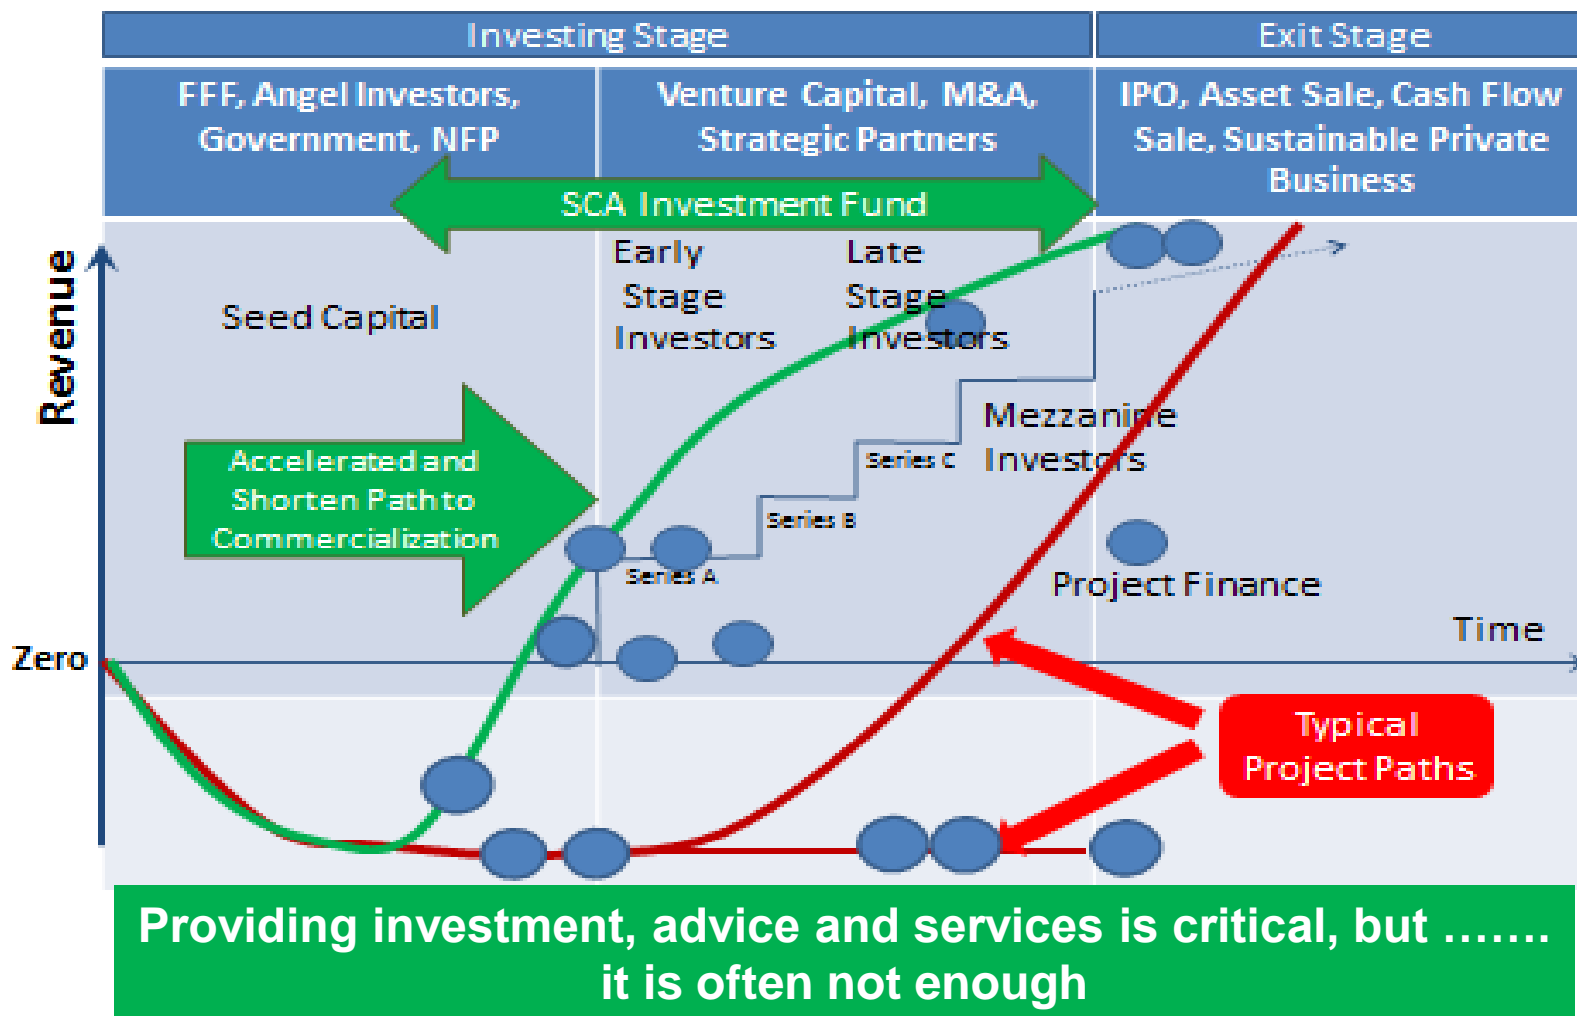 Investing Stage
Exit Stage
FFF, Angel Investors,
Government, NFP
Venture Capital, M&A,
Strategic Partners
IPO, Asset Sale, Cash Flow
Sale, Sustainable Private
Business
SCA Investment Fund
Revenue
Seed Capital
Early
Stage
Investors
Late
Stage
Investors
Accelerated and
Shorten Path to
Commercialization
Mezzanine
Investors
Series C
Series B
Series A
Project Finance
Time
Zero
Typical
Project Paths
Providing investment, advice and services is critical, but …….
it is often not enough